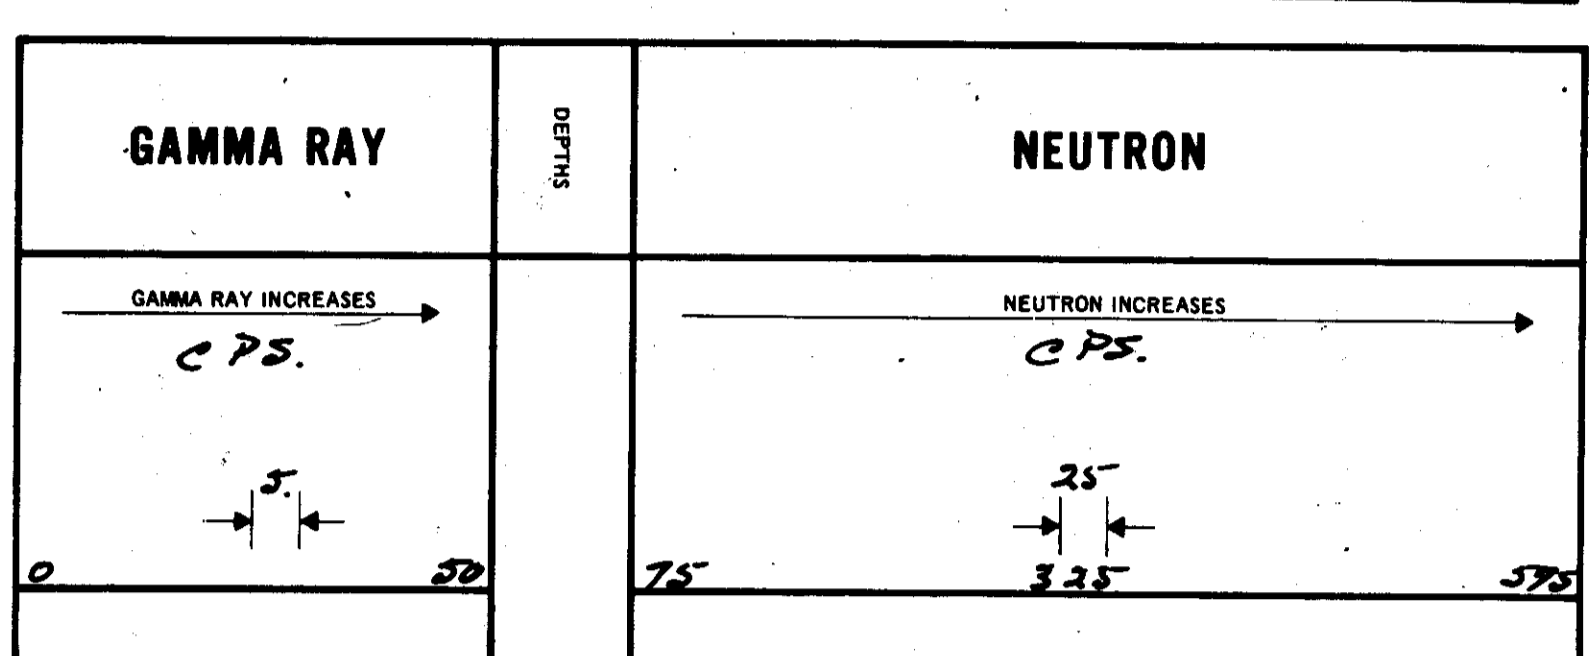 GAMMA RAY
DEPTHS
NEUTRON
GAMMA RAY INCREASES
CPS.
NEUTRON INCREASES
CPS.
5.
25
0 50
75 325 575